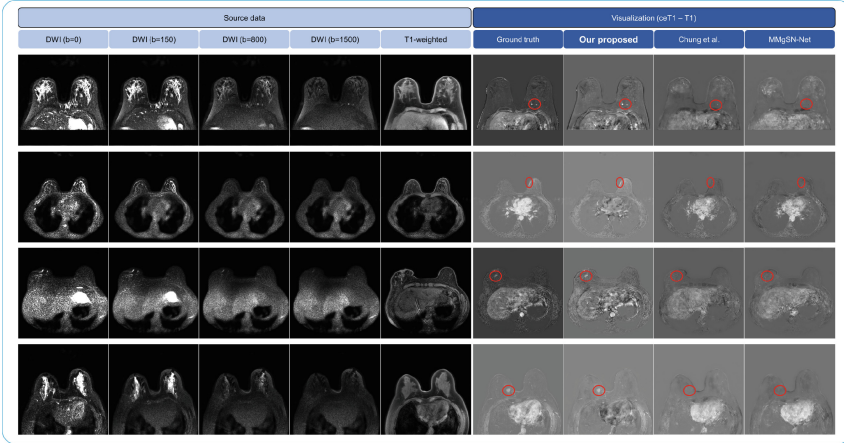 Source data
Visualization (ceT1 – T1)
DWI (b=0)
DWI (b=150)
DWI (b=800)
DWI (b=1500)
T1-weighted
Ground truth
Our proposed
Chung et al.
MMgSN-Net